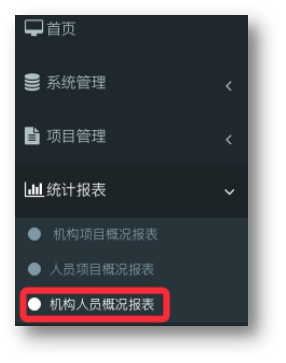 首页
系统管理
项目管理
统计报表
机构项目概况报表
人员项目概况报表
机构人员概况报表